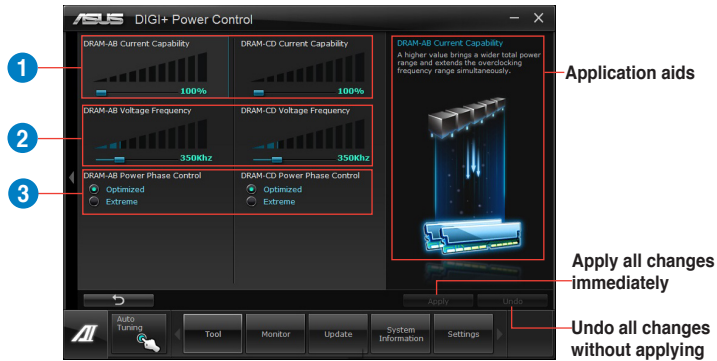 ASUS DIGI+ Power Control
DRAM-AB Current Capability
DRAM-CD Current Capability
100%
100%
1
DRAM-AB Voltage Frequency
DRAM-CD Voltage Frequency
350Khz
350Khz
2
DRAM-AB Power Phase Control
DRAM-CD Power Phase Control
Optimized
Extreme
Optimized
Extreme
3
DRAM-AB Current Capability
A higher value brings a wider total power
range and extends the overclocking
frequency range simultaneously.
Application aids
Apply all changes
immediately
Apply
Undo
Undo all changes
without applying
Auto
Tuning
Tool
Monitor
Update
System
Information
Settings